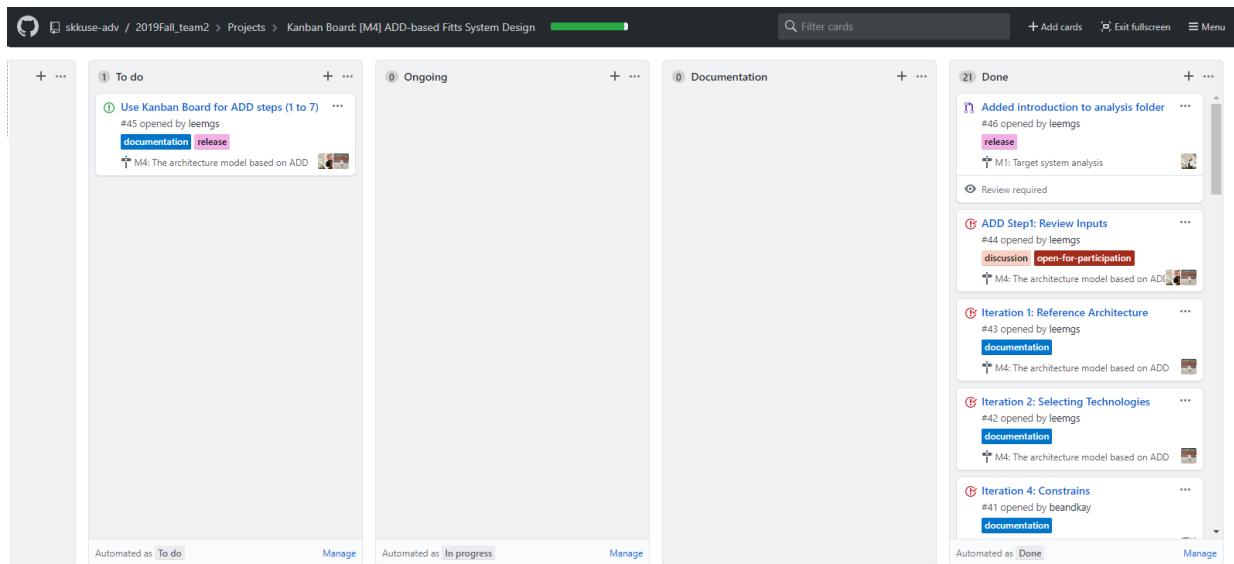 skkuse-adv / 2019Fall_team2 > Projects > Kanban Board: [M4] ADD-based Fitts System Design
Filter cards
+ Add cards
Exit fullscreen
Menu
1 To do
Use Kanban Board for ADD steps (1 to 7)
#45 opened by leemgs
documentation release
M4: The architecture model based on ADD
Automated as To do
Manage
0 Ongoing
Automated as In progress
Manage
0 Documentation
21 Done
Added introduction to analysis folder
#46 opened by leemgs
release
M1: Target system analysis
Review required
ADD Step1: Review Inputs
#44 opened by leemgs
discussion open-for-participation
M4: The architecture model based on AD
Iteration 1: Reference Architecture
#43 opened by leemgs
documentation
M4: The architecture model based on ADD
Iteration 2: Selecting Technologies
#42 opened by leemgs
documentation
M4: The architecture model based on ADD
Iteration 4: Constrains
#41 opened by beandkay
documentation
Automated as Done
Manage